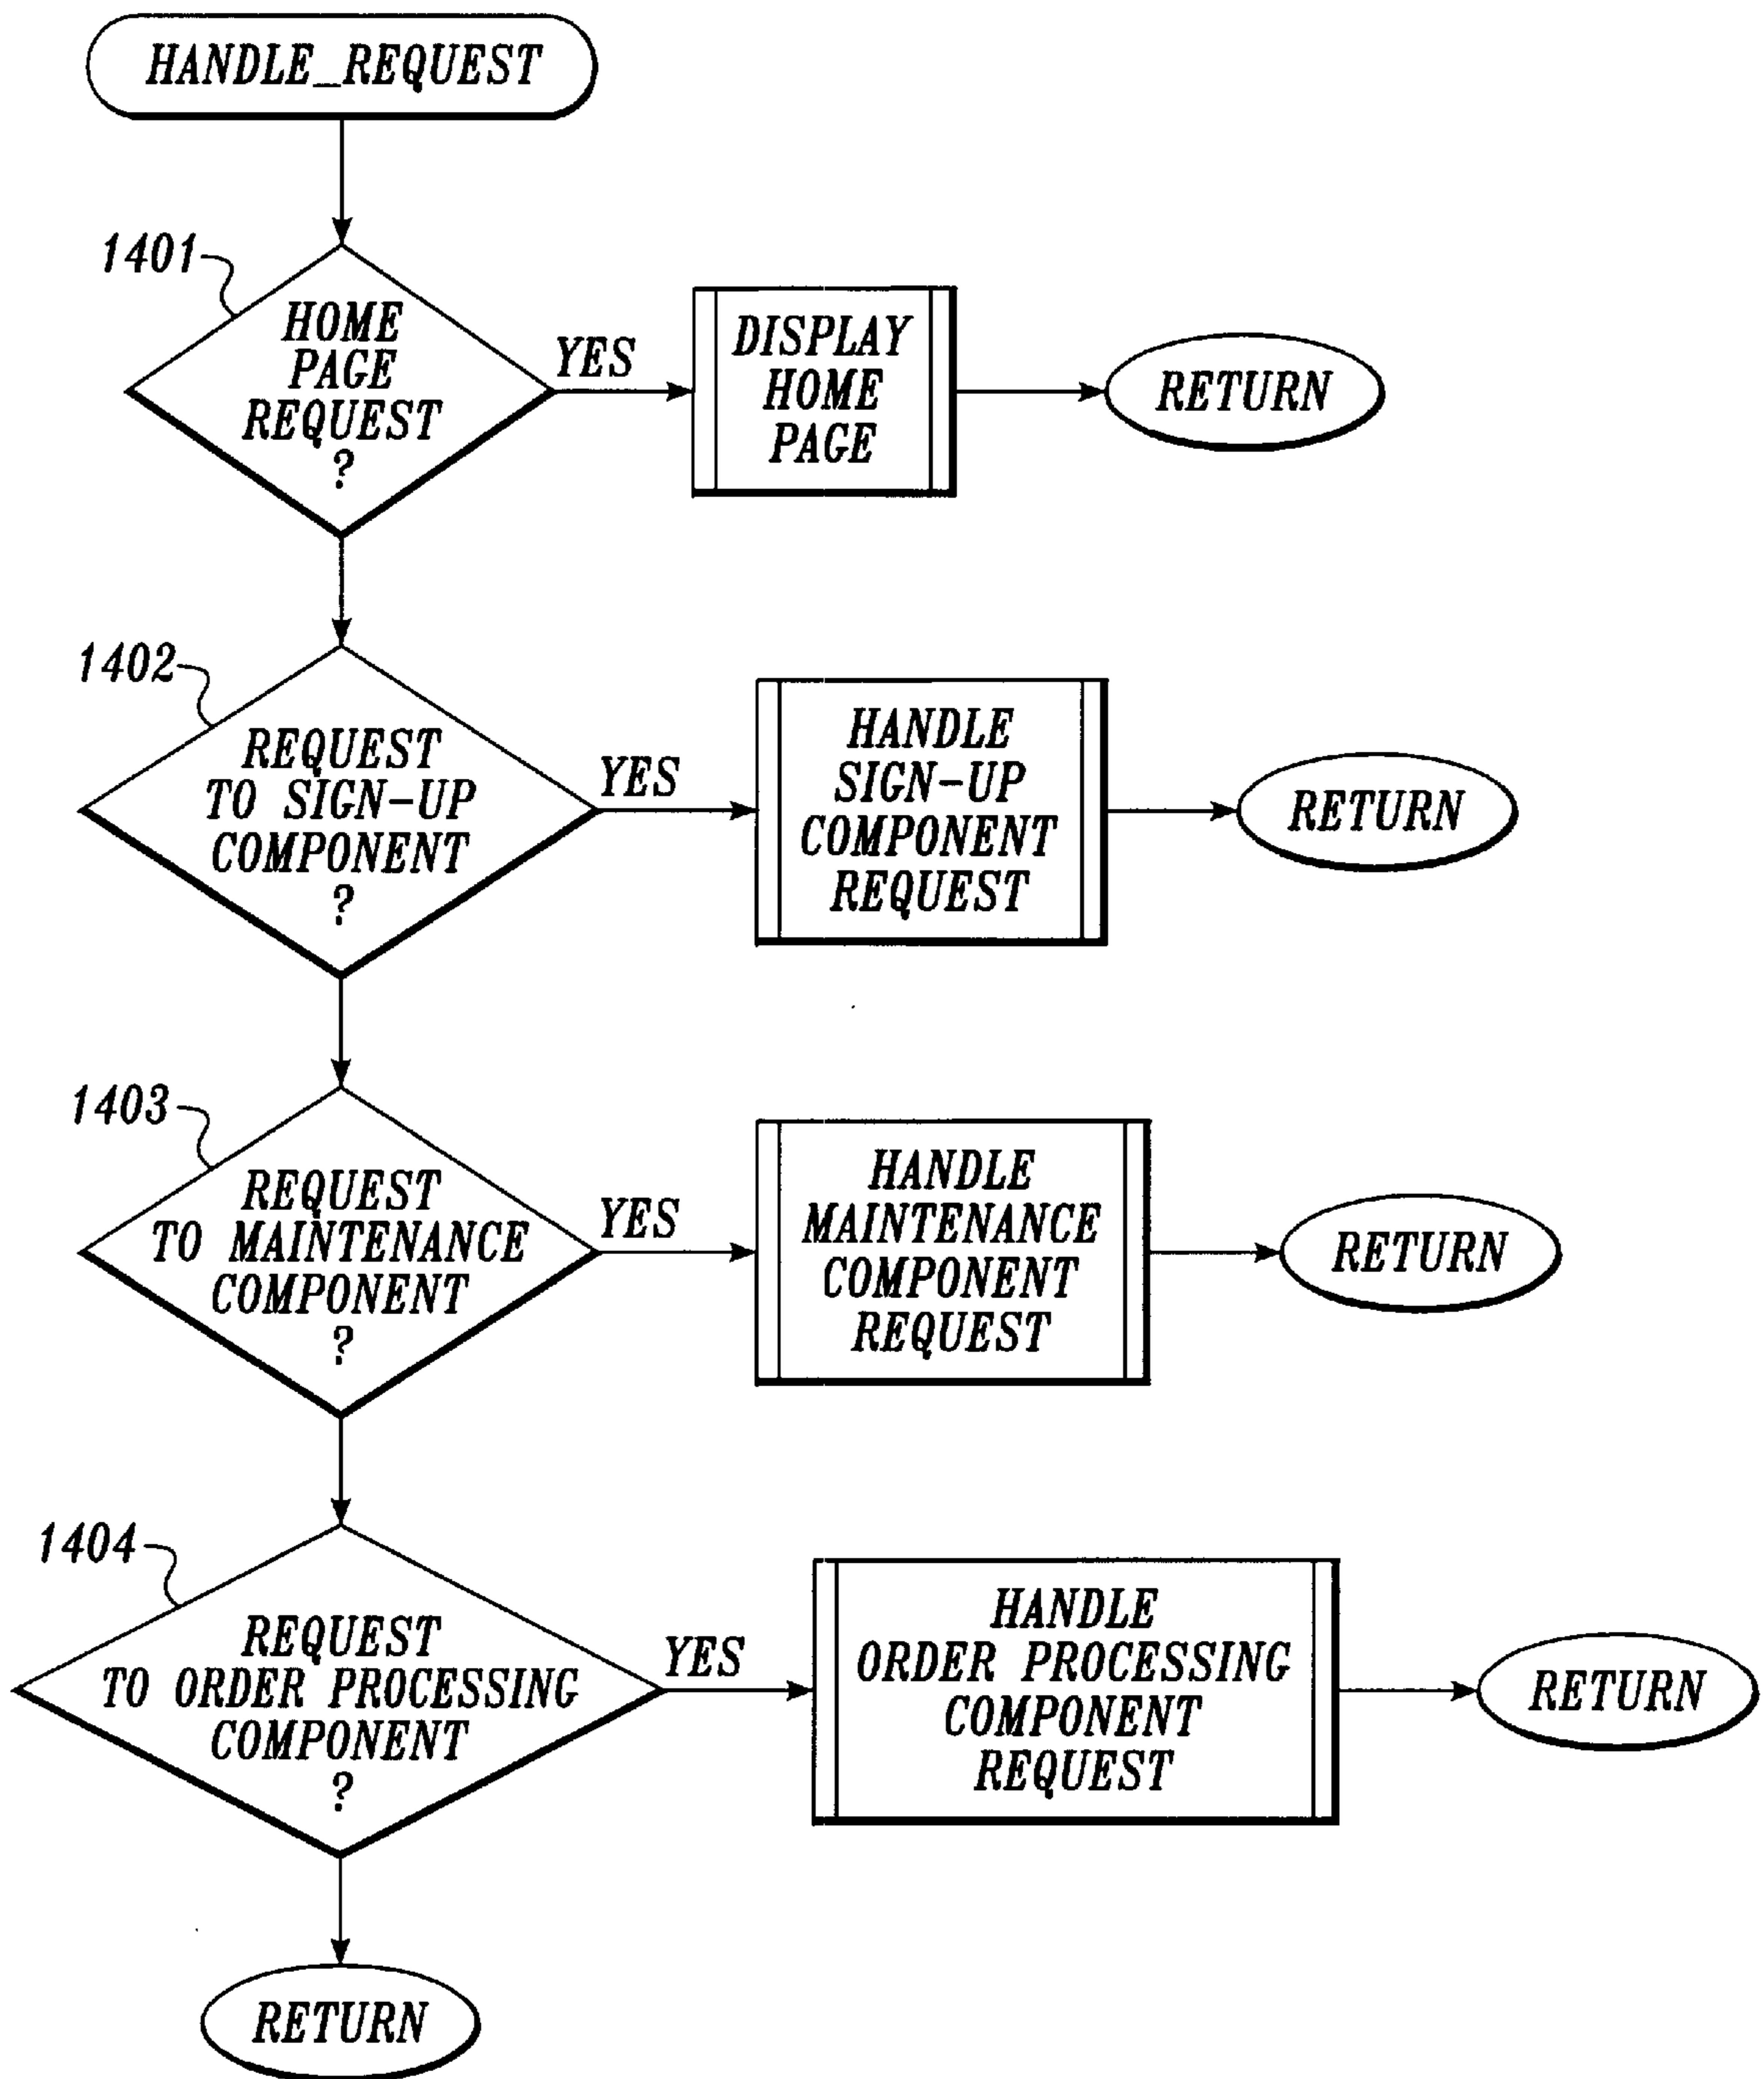 HANDLE_REQUEST
1401
HOME
PAGE
REQUEST
?
YES
DISPLAY
HOME
PAGE
RETURN
1402
REQUEST
TO SIGN-UP
COMPONENT
?
YES
HANDLE
SIGN-UP
COMPONENT
REQUEST
RETURN
1403
REQUEST
TO MAINTENANCE
COMPONENT
?
YES
HANDLE
MAINTENANCE
COMPONENT
REQUEST
RETURN
1404
REQUEST
TO ORDER PROCESSING
COMPONENT
?
YES
HANDLE
ORDER PROCESSING
COMPONENT
REQUEST
RETURN
RETURN